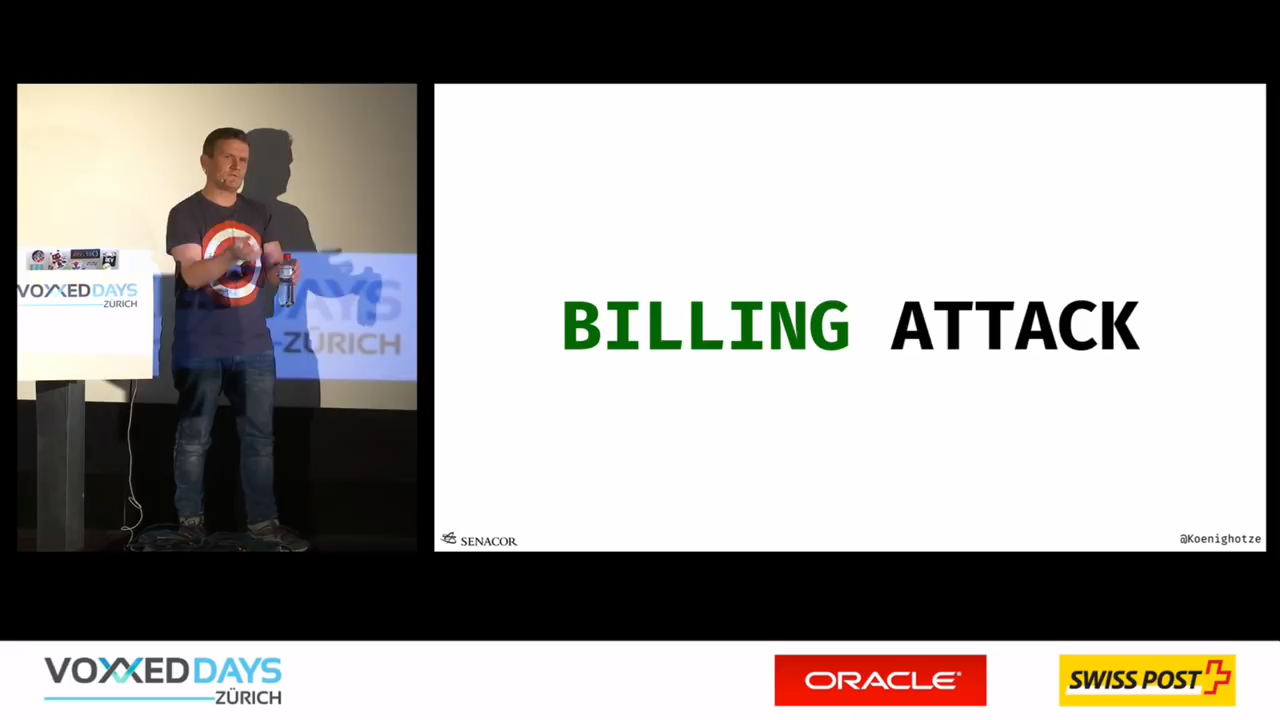 VOXXED DAYS
ZÜRICH
DAYS
ZÜRICH
BILLING ATTACK
SENACOR
@Koenighotze
VOXXED DAYS
ZÜRICH
ORACLE®
SWISS POST